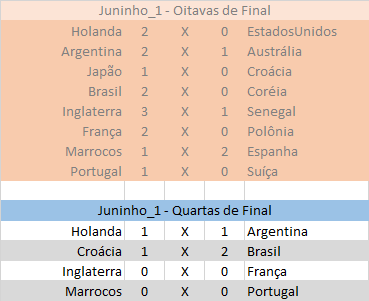 Juninho_1 - Oitavas de Final
Holanda 2 X 0 EstadosUnidos
Argentina 2 X 1 Austrália
Japão 1 X 0 Croácia
Brasil 2 X 0 Coréia
Inglaterra 3 X 1 Senegal
França 2 X 0 Polônia
Marrocos 1 X 2 Espanha
Portugal 1 X 0 Suíça
Juninho_1 - Quartas de Final
Holanda 1 X 1 Argentina
Croácia 1 X 2 Brasil
Inglaterra 0 X 0 França
Marrocos 0 X 0 Portugal